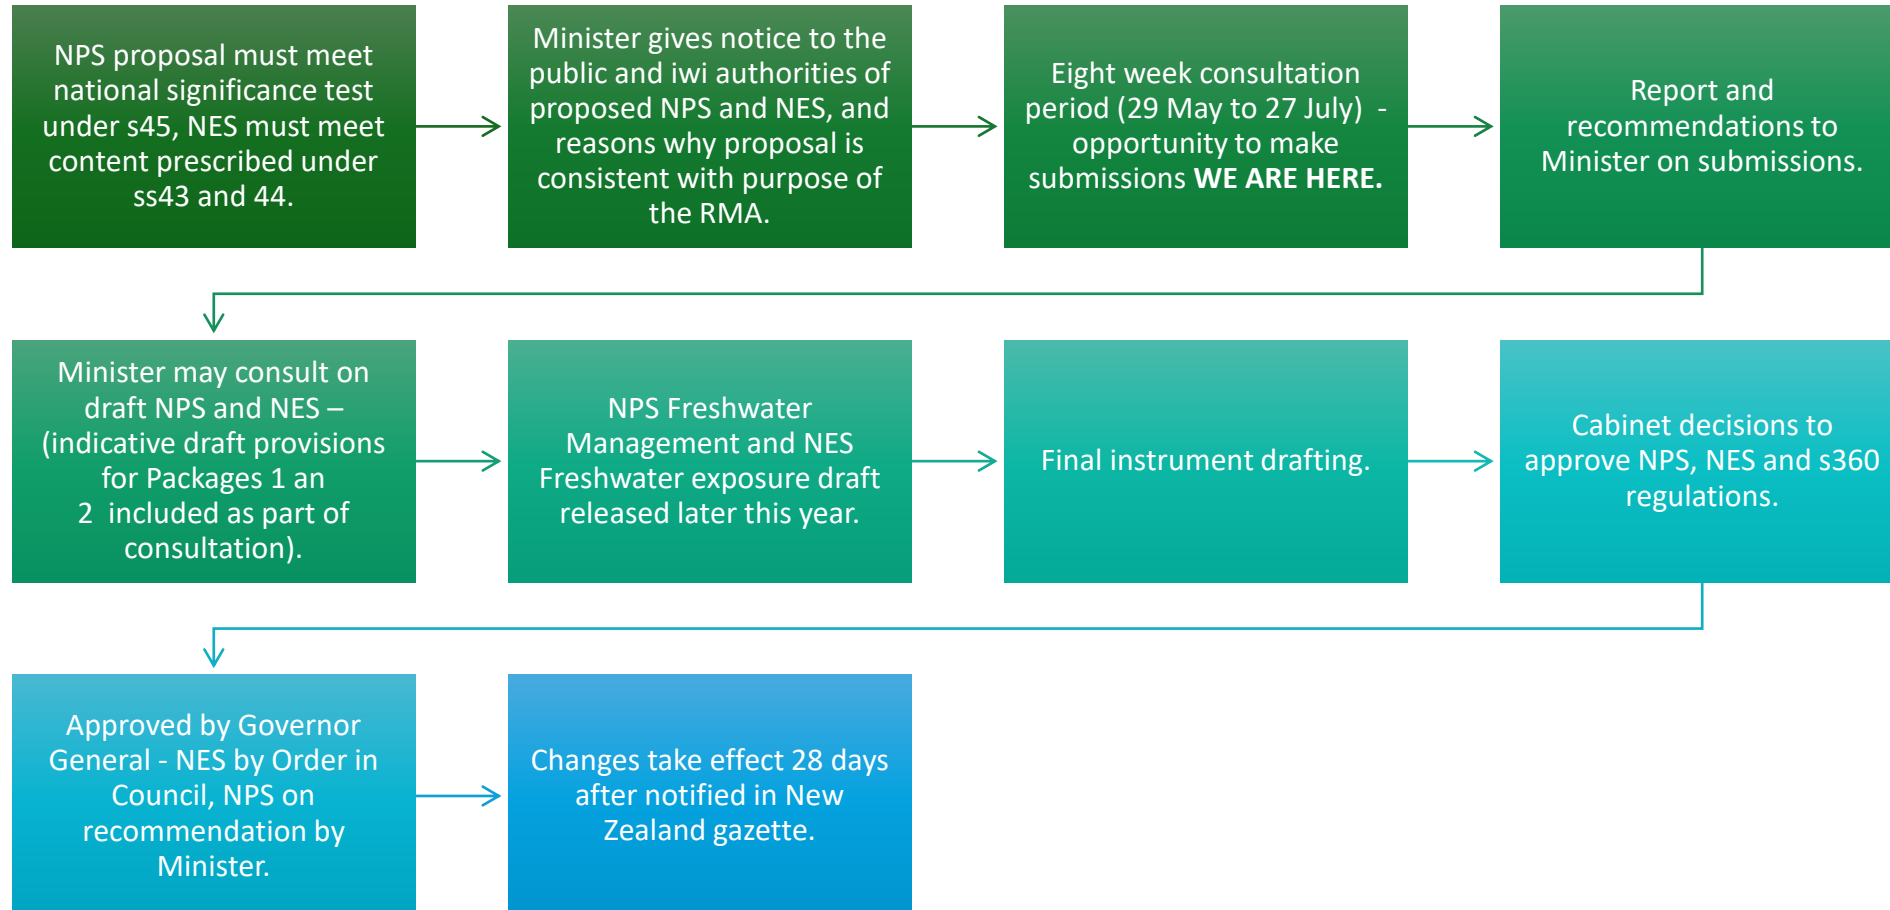 NPS proposal must meet
national significance test
under s45, NES must meet
content prescribed under
ss43 and 44.
Minister gives notice to the
public and iwi authorities of
proposed NPS and NES, and
reasons why proposal is
consistent with purpose of
the RMA.
Eight week consultation
period (29 May to 27 July)  -
opportunity to make
submissions WE ARE HERE.
Report and
recommendations to
Minister on submissions.
Minister may consult on
draft NPS and NES –
(indicative draft provisions
for Packages 1 an
2  included as part of
consultation).
NPS Freshwater
Management and NES
Freshwater exposure draft
released later this year.
Final instrument drafting.
Cabinet decisions to
approve NPS, NES and s360
regulations.
Approved by Governor
General - NES by Order in
Council, NPS on
recommendation by
Minister.
Changes take effect 28 days
after notified in New
Zealand gazette.